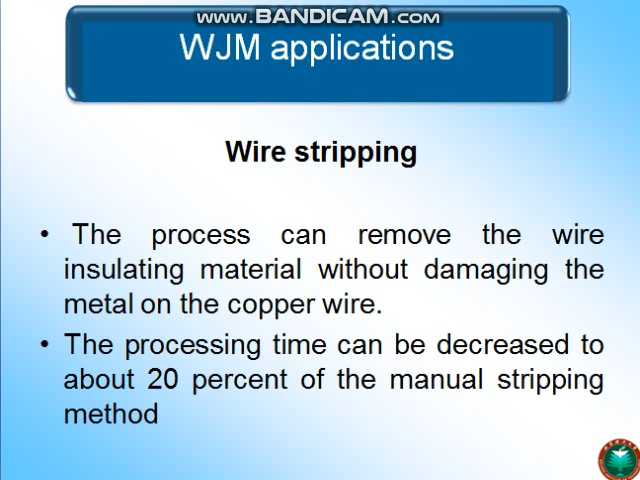 www.BANDICAM.com
WJM applications
Wire stripping
• The process can remove the wire
insulating material without damaging the
metal on the copper wire.
• The processing time can be decreased to
about 20 percent of the manual stripping
method